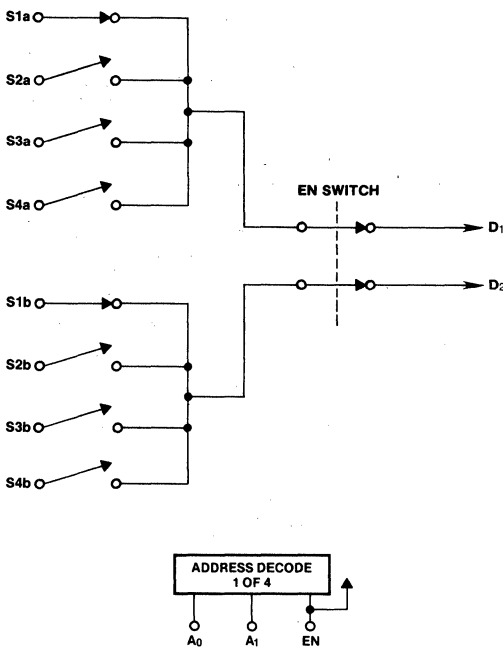 S1a
S2a
S3a
S4a
EN SWITCH
D1
D2
S1b
S2b
S3b
S4b
ADDRESS DECODE
1 OF 4
A0
A1
EN